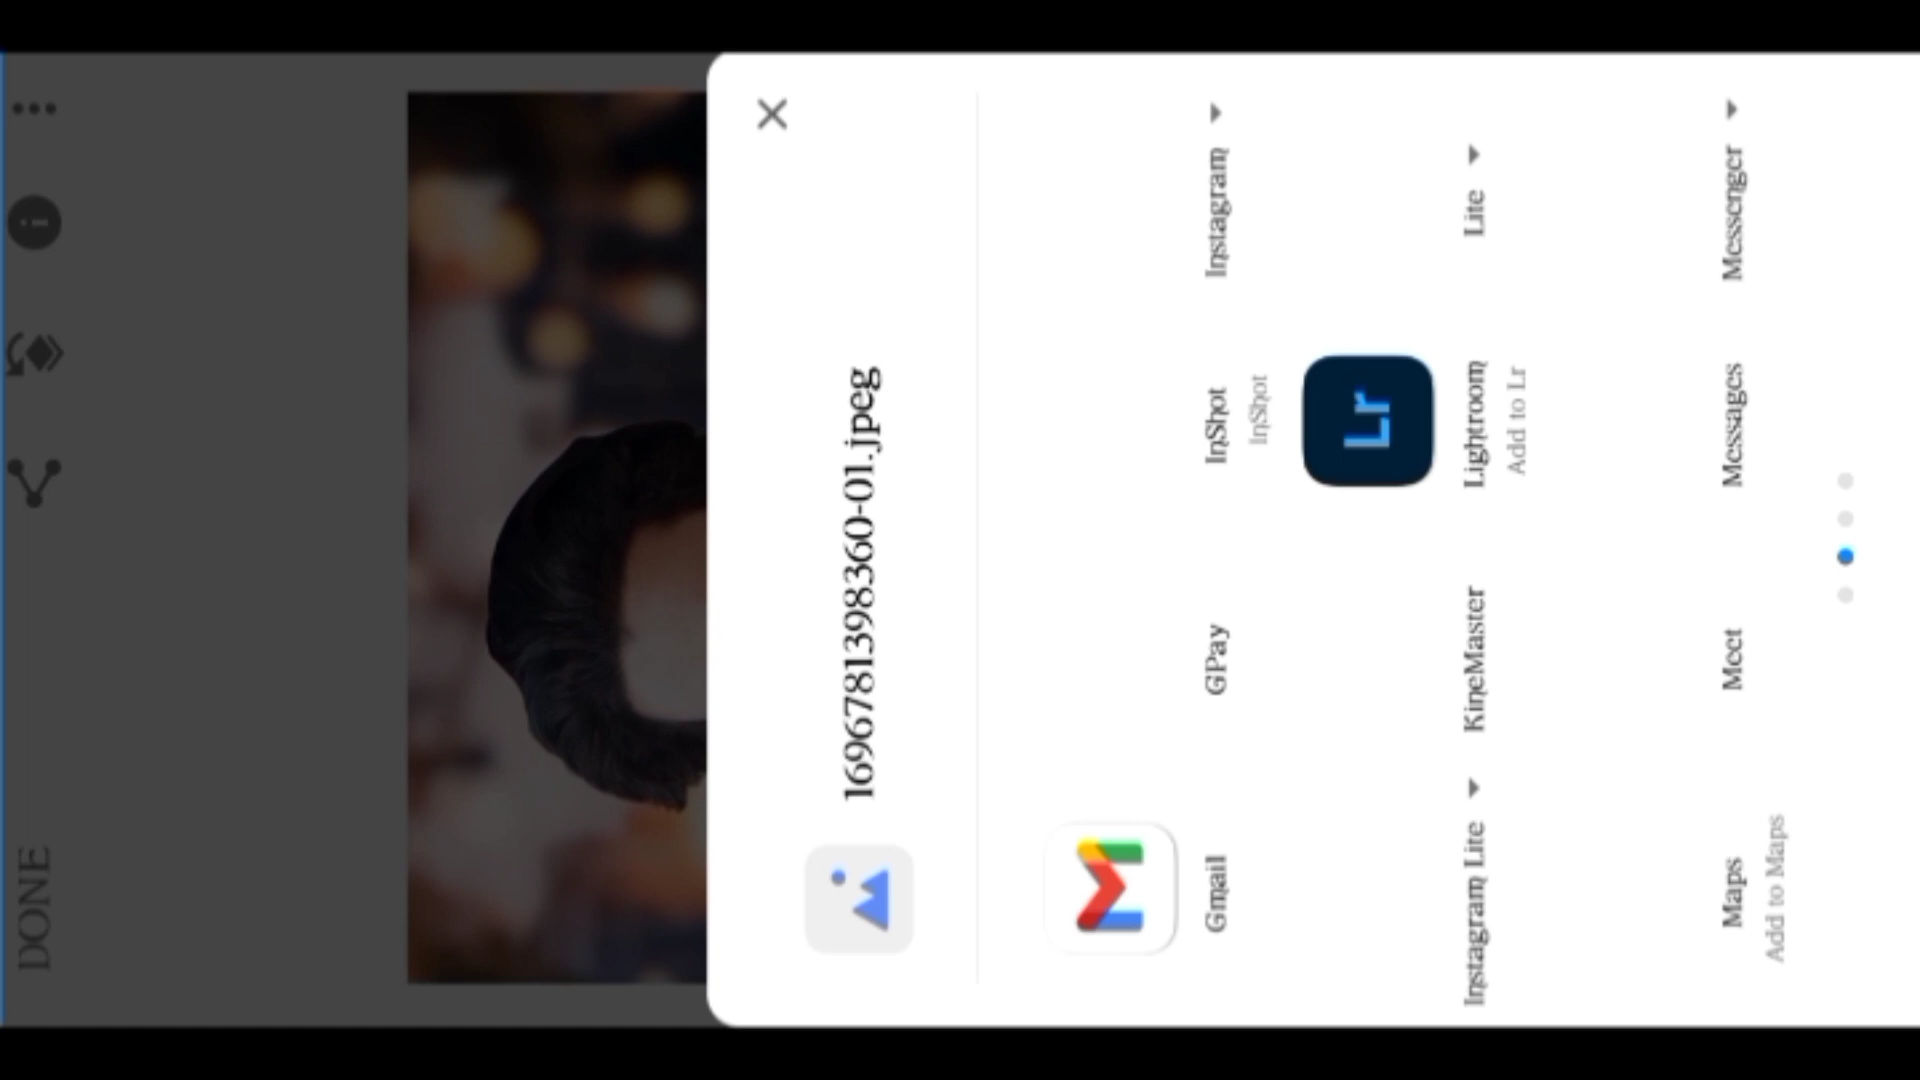 DONE
1696781398360-01.jpeg
Gmail
GPay
InShot
InShot
Instagram
Instagram Lite
KineMaster
Lr
Lightroom
Add to Lr
Lite
Maps
Add to Maps
Meet
Messages
Messenger